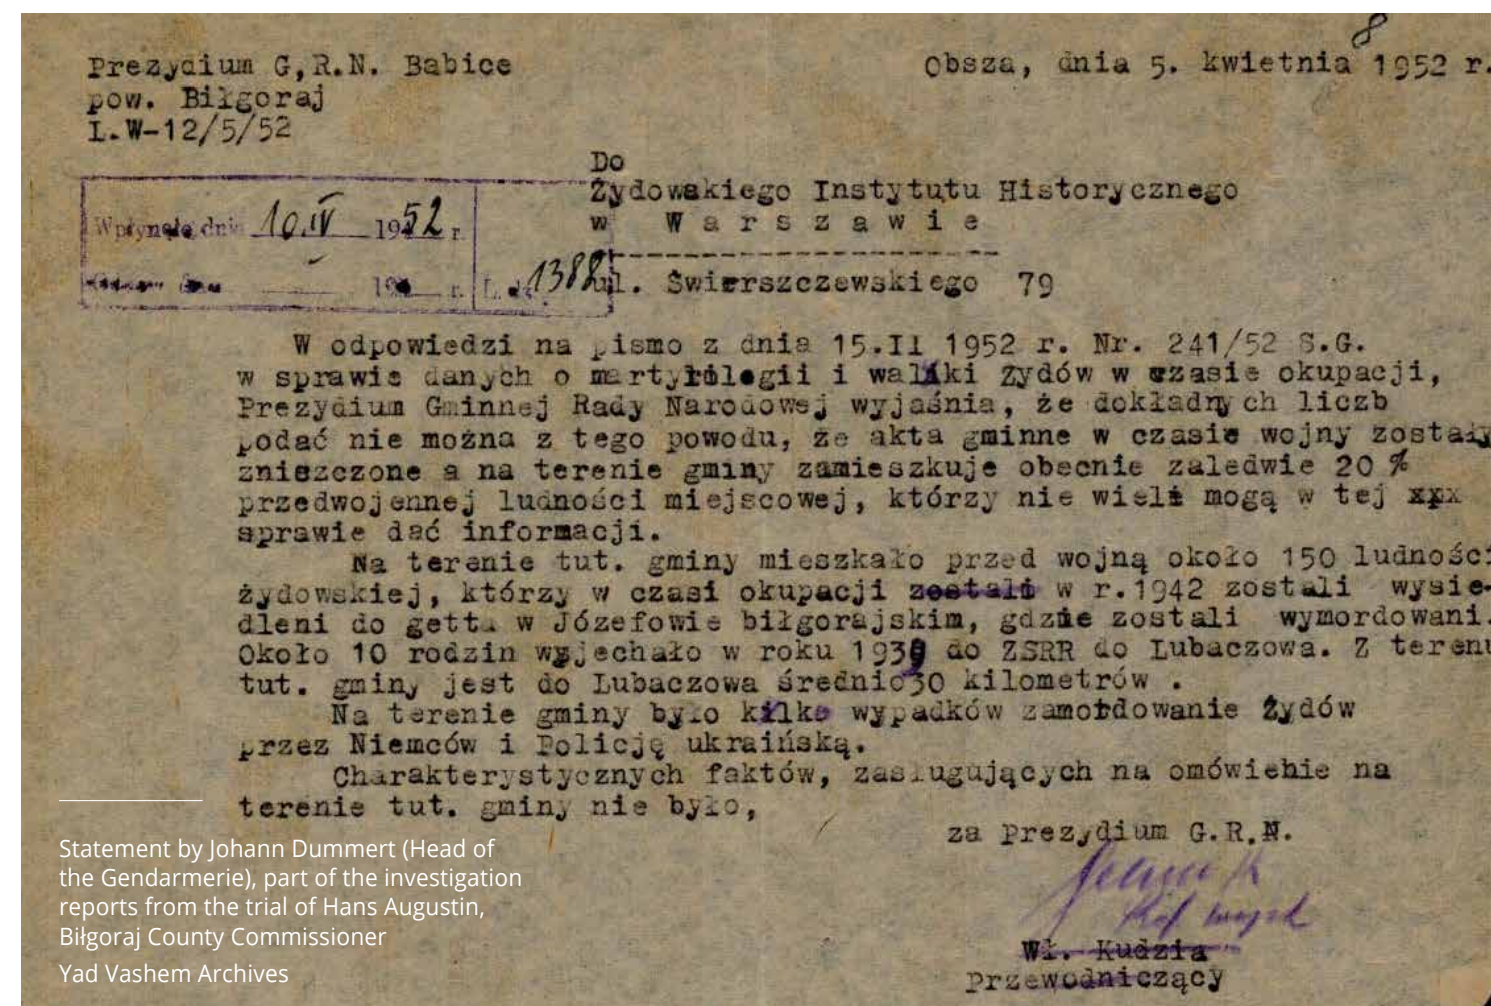 8
Prezydium G,R.N. Babice
Obsza, dnia 5. kwietnia 1952 r.
pow. Biłgoraj
L.W-12/5/52
Do
Żydowskiego Instytutu Historycznego
w W a r s z a w i e
Wpłynęło dnia 10.IV 1952 r.
19 r. L. 1388
ul. Świerszczewskiego 79
W odpowiedzi na pismo z dnia 15.II 1952 r. Nr. 241/52 S.G.
w sprawie danych o martyrologii i walki żydów w czasie okupacji,
Prezydium Gminnej Rady Narodowej wyjaśnia, że dokładnych liczb
podać nie można z tego powodu, że akta gminne w czasie wojny zostały
zniszczone a na terenie gminy zamieszkuje obecnie zaledwie 20 %
przedwojennej ludności miejscowej, którzy nie wiele mogą w tej xpx
sprawie dać informacji.
Na terenie tut. gminy mieszkało przed wojną około 150 ludności
żydowskiej, którzy w czasi okupacji zostali w r.1942 zostali wysie-
dleni do getta w Józefowie biłgorajskim, gdzie zostali wymordowani.
Około 10 rodzin wyjechało w roku 1939 do ZSRR do Lubaczowa. Z terenu
tut. gminy jest do Lubaczowa średnio 30 kilometrów .
Na terenie gminy było kilka wypadków zamordowanie Żydów
przez Niemców i Policję ukraińską.
Charakterystycznych faktów, zasługujących na omówiehie na
terenie tut. gminy nie było,
za Prezydium G.R.N.
Wł. Kudzia
Przewodniczący
Statement by Johann Dummert (Head of
the Gendarmerie), part of the investigation
reports from the trial of Hans Augustin,
Biłgoraj County Commissioner
Yad Vashem Archives